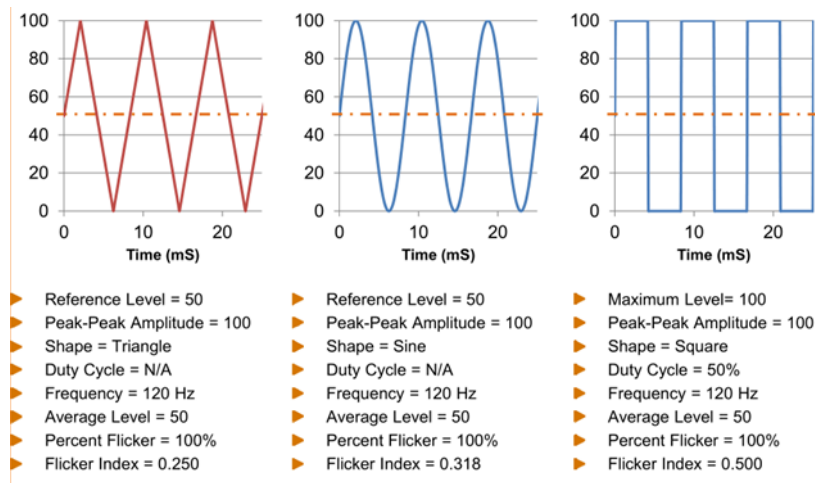 100
80
60
40
20
0
0 10 20
Time (mS)
100
80
60
40
20
0
0 10 20
Time (mS)
100
80
60
40
20
0
0 10 20
Time (mS)
Reference Level = 50
Peak-Peak Amplitude = 100
Shape = Triangle
Duty Cycle = N/A
Frequency = 120 Hz
Average Level = 50
Percent Flicker = 100%
Flicker Index = 0.250
Reference Level = 50
Peak-Peak Amplitude = 100
Shape = Sine
Duty Cycle = N/A
Frequency = 120 Hz
Average Level = 50
Percent Flicker = 100%
Flicker Index = 0.318
Maximum Level= 100
Peak-Peak Amplitude = 100
Shape = Square
Duty Cycle = 50%
Frequency = 120 Hz
Average Level = 50
Percent Flicker = 100%
Flicker Index = 0.500